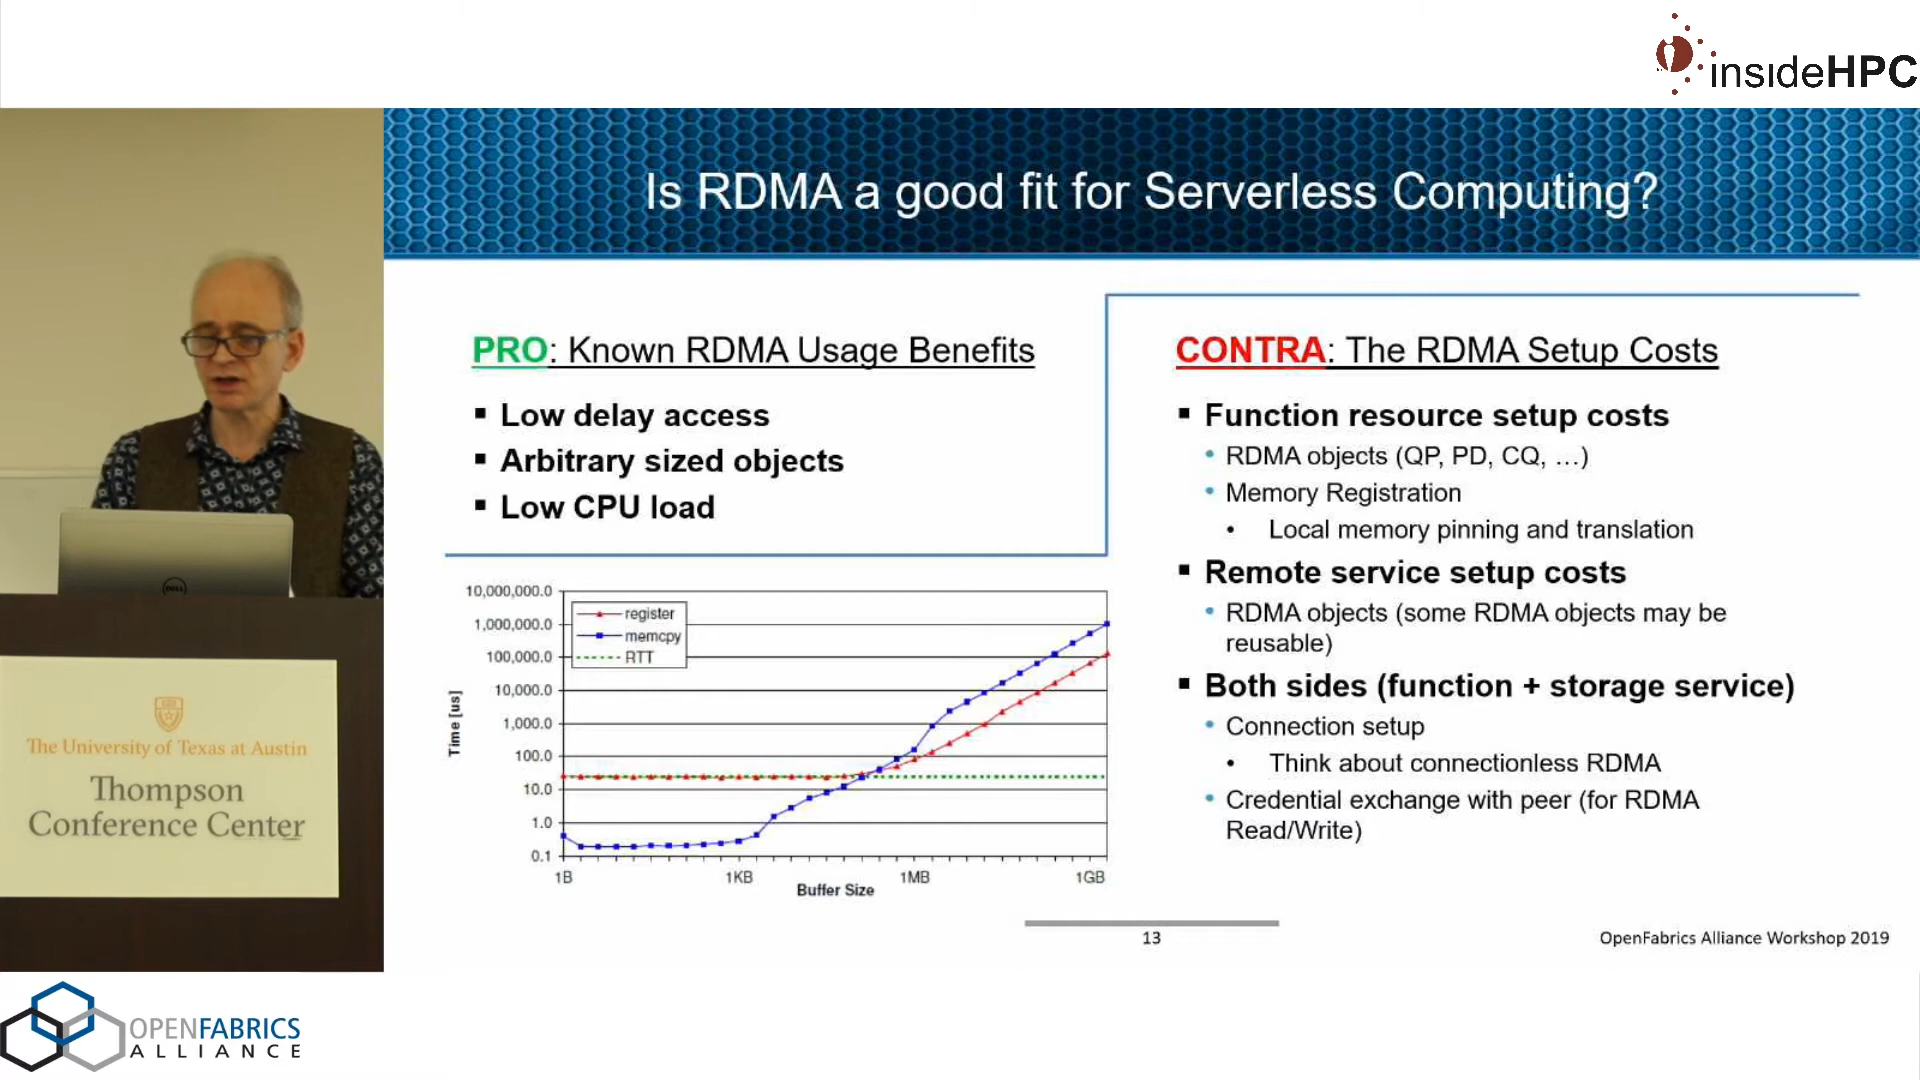 insideHPC
Is RDMA a good fit for Serverless Computing?
PRO: Known RDMA Usage Benefits
▪ Low delay access
▪ Arbitrary sized objects
▪ Low CPU load
10,000,000.0
1,000,000.0
100,000.0
10,000.0
1,000.0
100.0
10.0
1.0
0.1
Time [us]
register
memcpy
RTT
1B 1KB 1MB 1GB
Buffer Size
CONTRA: The RDMA Setup Costs
▪ Function resource setup costs
• RDMA objects (QP, PD, CQ, …)
• Memory Registration
• Local memory pinning and translation
▪ Remote service setup costs
• RDMA objects (some RDMA objects may be
reusable)
▪ Both sides (function + storage service)
• Connection setup
• Think about connectionless RDMA
• Credential exchange with peer (for RDMA
Read/Write)
13
OpenFabrics Alliance Workshop 2019
DELL
The University of Texas at Austin
Thompson
Conference Center
OPENFABRICS
ALLIANCE